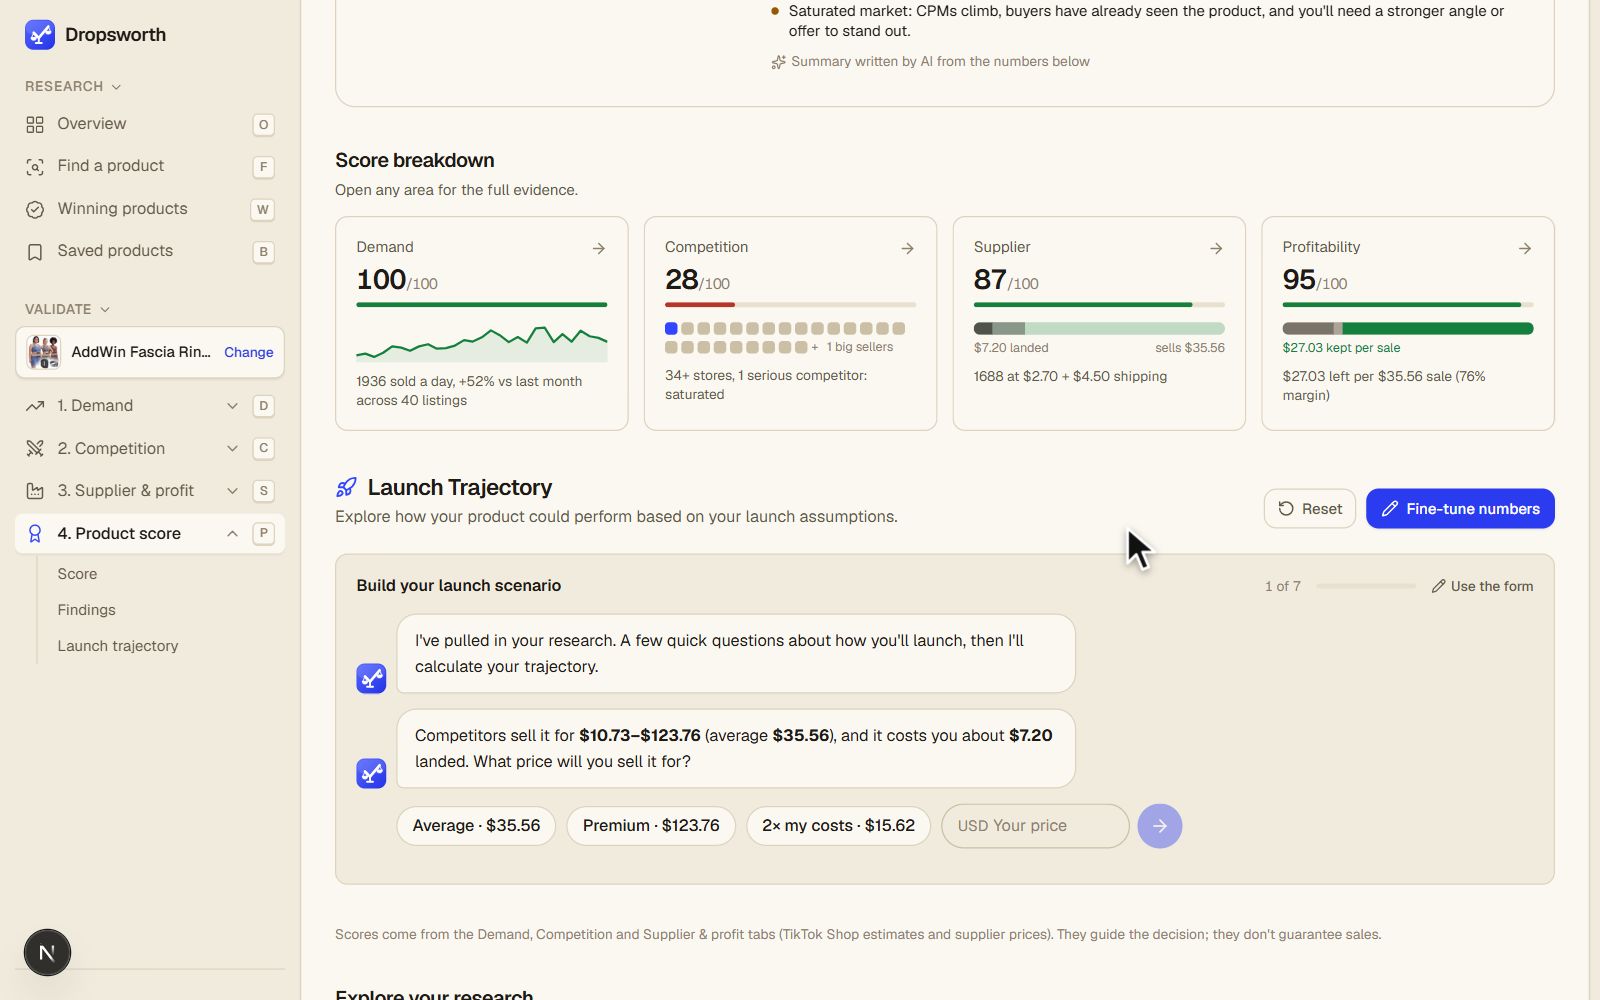 Dropsworth
RESEARCH
Overview
O
Find a product
F
Winning products
W
Saved products
B
VALIDATE
AddWin Fascia Rin...
Change
1. Demand
D
2. Competition
C
3. Supplier & profit
S
4. Product score
P
Score
Findings
Launch trajectory
N
Saturated market: CPMs climb, buyers have already seen the product, and you'll need a stronger angle or
offer to stand out.
Summary written by AI from the numbers below
Score breakdown
Open any area for the full evidence.
Demand
100/100
1936 sold a day, +52% vs last month
across 40 listings
Competition
28/100
+ 1 big sellers
34+ stores, 1 serious competitor:
saturated
Supplier
87/100
$7.20 landed
sells $35.56
1688 at $2.70 + $4.50 shipping
Profitability
95/100
$27.03 kept per sale
$27.03 left per $35.56 sale (76%
margin)
Launch Trajectory
Explore how your product could perform based on your launch assumptions.
Reset
Fine-tune numbers
Build your launch scenario
1 of 7
Use the form
I've pulled in your research. A few quick questions about how you'll launch, then I'll
calculate your trajectory.
Competitors sell it for $10.73–$123.76 (average $35.56), and it costs you about $7.20
landed. What price will you sell it for?
Average · $35.56
Premium · $123.76
2× my costs · $15.62
USD Your price
Scores come from the Demand, Competition and Supplier & profit tabs (TikTok Shop estimates and supplier prices). They guide the decision; they don't guarantee sales.
Explore your research